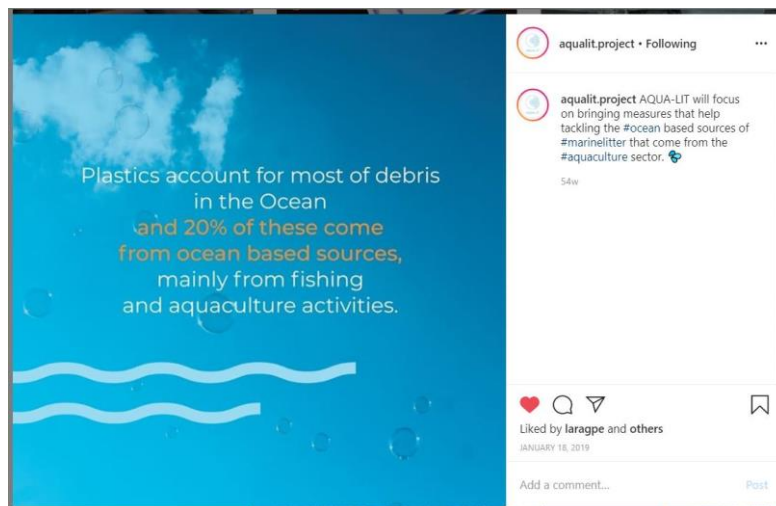 Plastics account for most of debris
in the Ocean
and 20% of these come
from ocean based sources,
mainly from fishing
and aquaculture activities.
aqualit.project • Following
aqualit.project AQUA-LIT will focus
on bringing measures that help
tackling the #ocean based sources of
#marinelitter that come from the
#aquaculture sector.
54w
Liked by laragpe and others
JANUARY 18, 2019
Add a comment...
Post